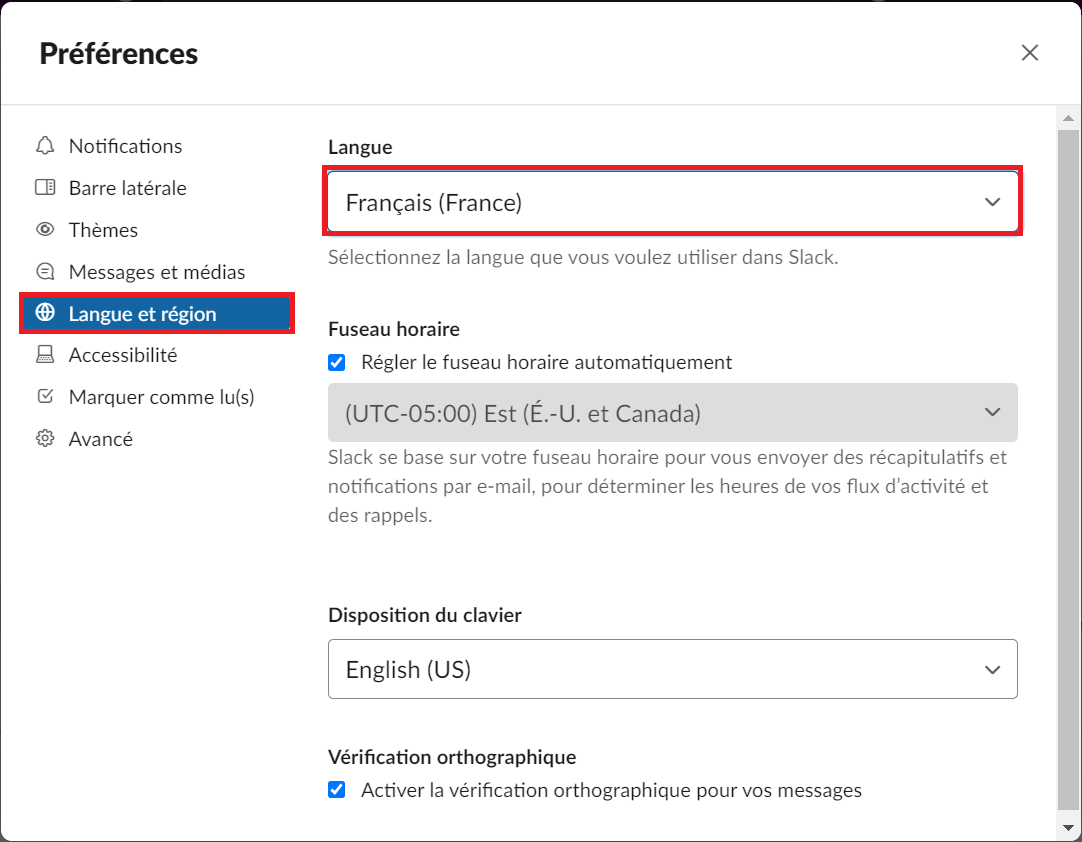 Préférences
Notifications
Barre latérale
Thèmes
Messages et médias
Langue et région
Accessibilité
Marquer comme lu(s)
Avancé
Langue
Français (France)
Sélectionnez la langue que vous voulez utiliser dans Slack.
Fuseau horaire
Régler le fuseau horaire automatiquement
(UTC-05:00) Est (É.-U. et Canada)
Slack se base sur votre fuseau horaire pour vous envoyer des récapitulatifs et
notifications par e-mail, pour déterminer les heures de vos flux d’activité et
des rappels.
Disposition du clavier
English (US)
Vérification orthographique
Activer la vérification orthographique pour vos messages